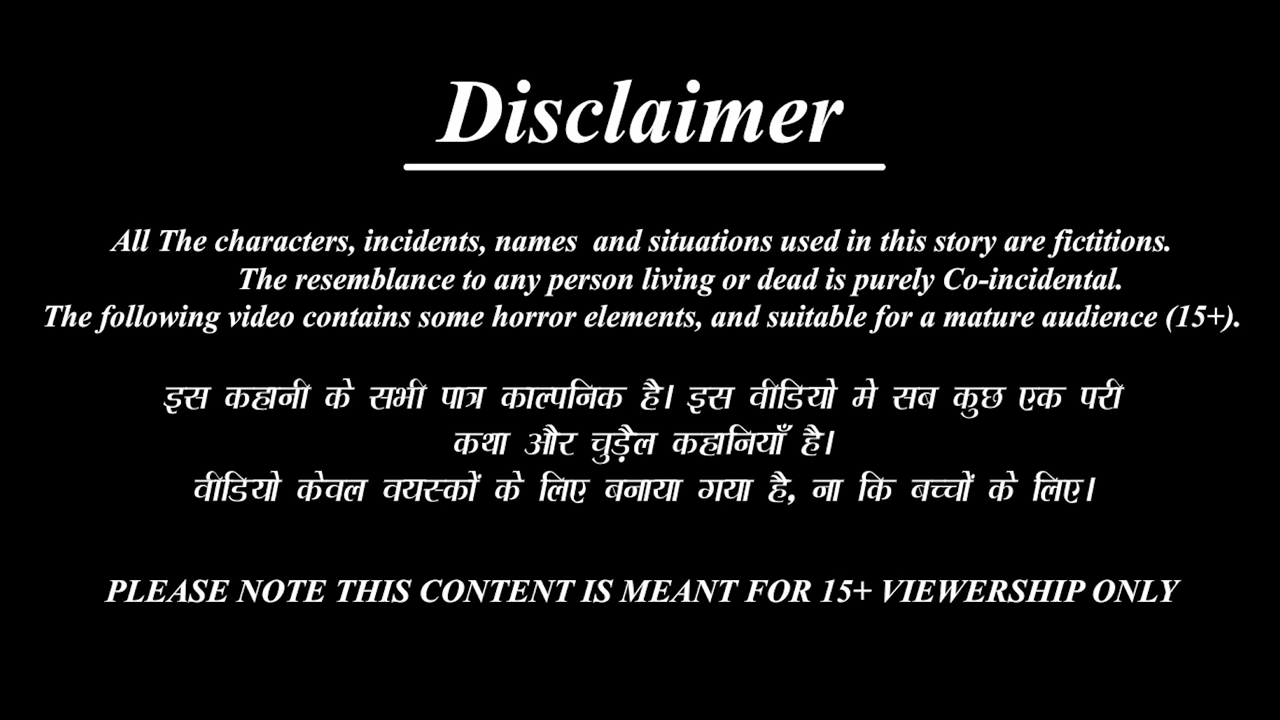 Disclaimer
All The characters, incidents, names and situations used in this story are fictitions.
The resemblance to any person living or dead is purely Co-incidental.
The following video contains some horror elements, and suitable for a mature audience (15+).
इस कहानी के सभी पात्र काल्पनिक है। इस वीडियो मे सब कुछ एक परी
कथा और चुड़ैल कहानियाँ है।
वीडियो केवल वयस्कों के लिए बनाया गया है, ना कि बच्चों के लिए।
PLEASE NOTE THIS CONTENT IS MEANT FOR 15+ VIEWERSHIP ONLY